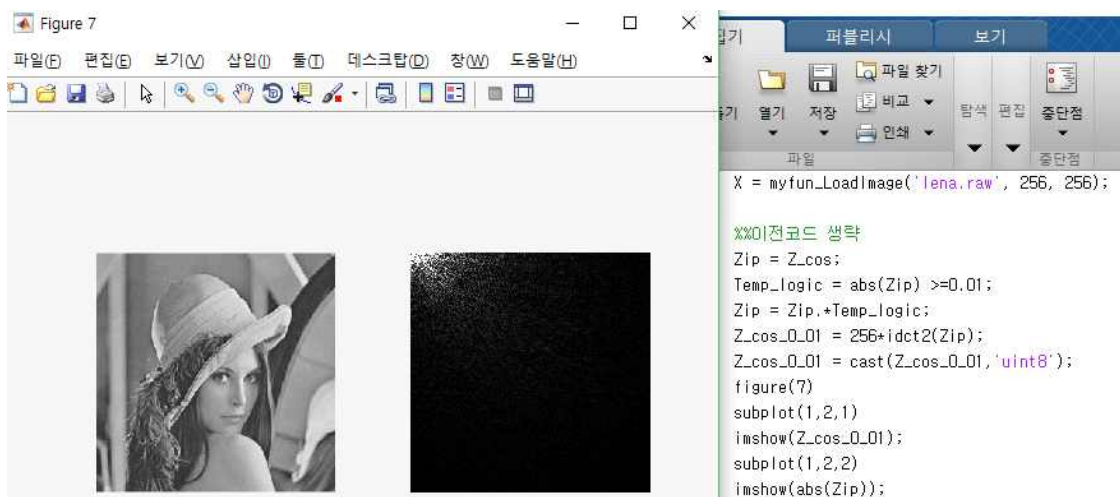 Figure 7
파일(F) 편집(E) 보기(V) 삽입(I) 툴(T) 데스크탑(D) 창(W) 도움말(H)
퍼블리시 보기
파일 찾기
열기 저장 비교 탐색 편집 중단점
인쇄
파일 중단점
X = myfun_LoadImage('lena.raw', 256, 256);
%%이전코드 생략
Zip = Z_cos;
Temp_logic = abs(Zip) >=0.01;
Zip = Zip.*Temp_logic;
Z_cos_0_01 = 256*idct2(Zip);
Z_cos_0_01 = cast(Z_cos_0_01,'uint8');
figure(7)
subplot(1,2,1)
imshow(Z_cos_0_01);
subplot(1,2,2)
imshow(abs(Zip));